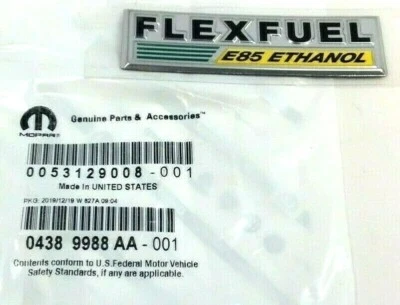 FLEXFUEL
E85 ETHANOL
Genuine Parts & Accessories™
MOPAR
0053129008-001
Made In UNITED STATES
PKG: 2019/12/19 W 827A 09:04
0438 9988 AA-001
Contents conform to U.S.Federal Motor Vehicle
Safety Standards, if any are applicable.